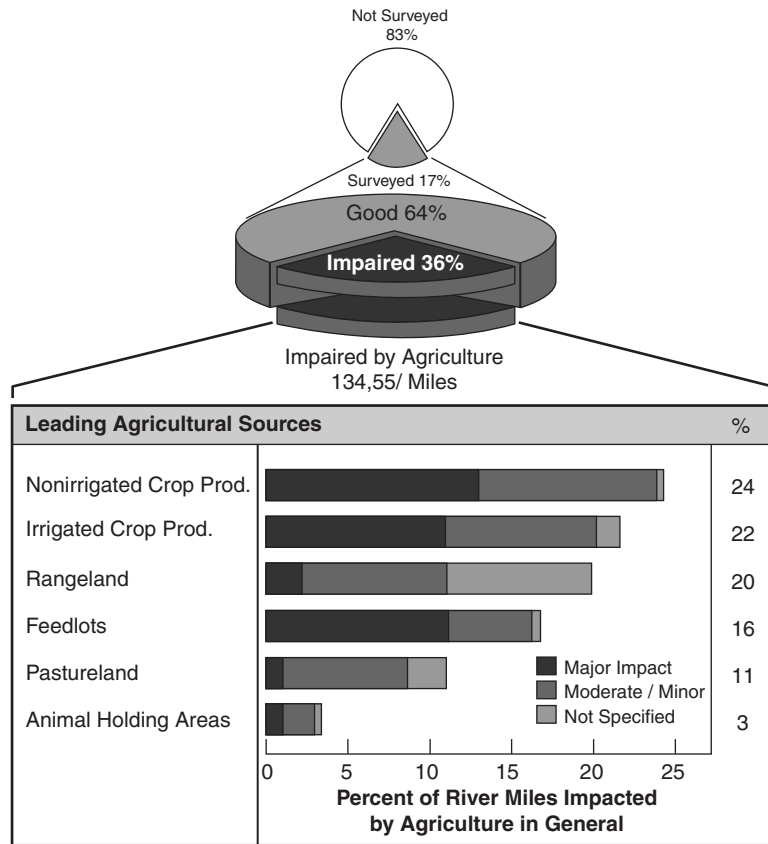 Not Surveyed
83%
Surveyed 17%
Good 64%
Impaired 36%
Impaired by Agriculture
134,55/ Miles
Leading Agricultural Sources %
Nonirrigated Crop Prod. 24
Irrigated Crop Prod. 22
Rangeland 20
Feedlots 16
Pastureland 11
Animal Holding Areas 3
Major Impact
Moderate / Minor
Not Specified
0 5 10 15 20 25
Percent of River Miles Impacted
by Agriculture in General